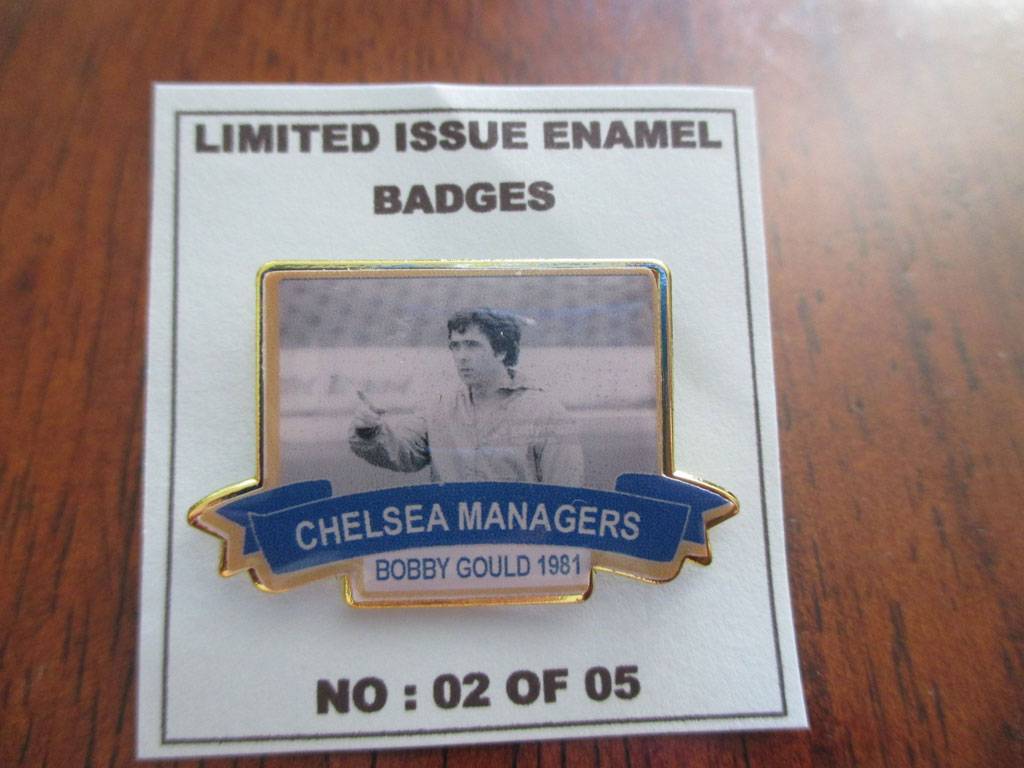 LIMITED ISSUE ENAMEL
BADGES
CHELSEA MANAGERS
BOBBY GOULD 1981
NO : 02 OF 05